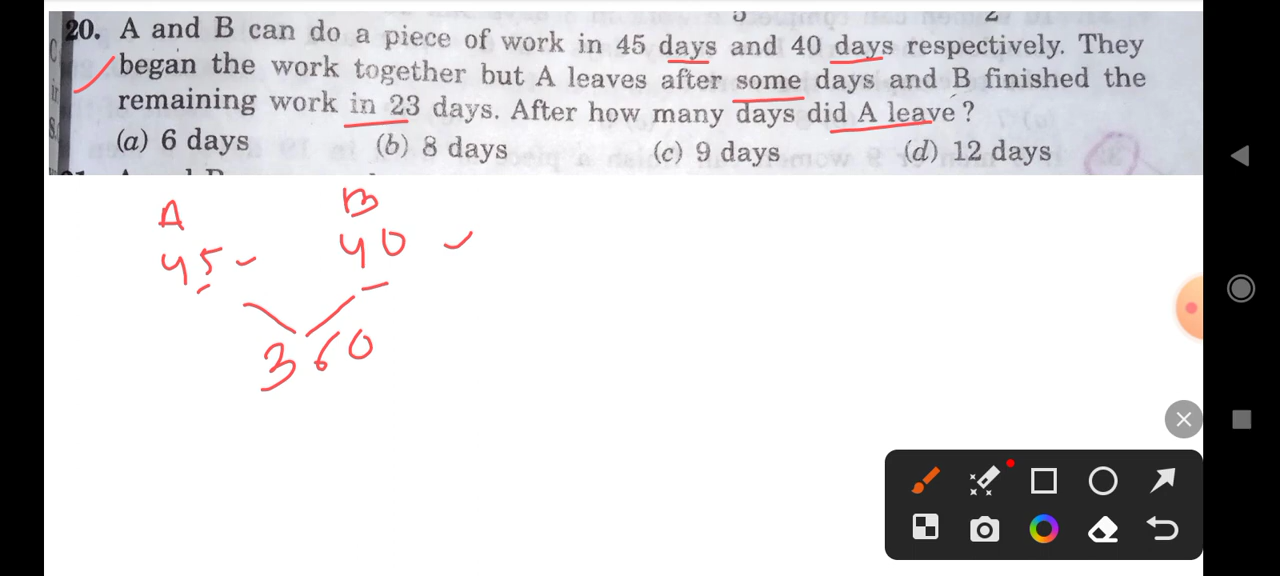 20. A and B can do a piece of work in 45 days and 40 days respectively. They
began the work together but A leaves after some days and B finished the
remaining work in 23 days. After how many days did A leave ?
(a) 6 days (b) 8 days (c) 9 days (d) 12 days
A B
45 40
360